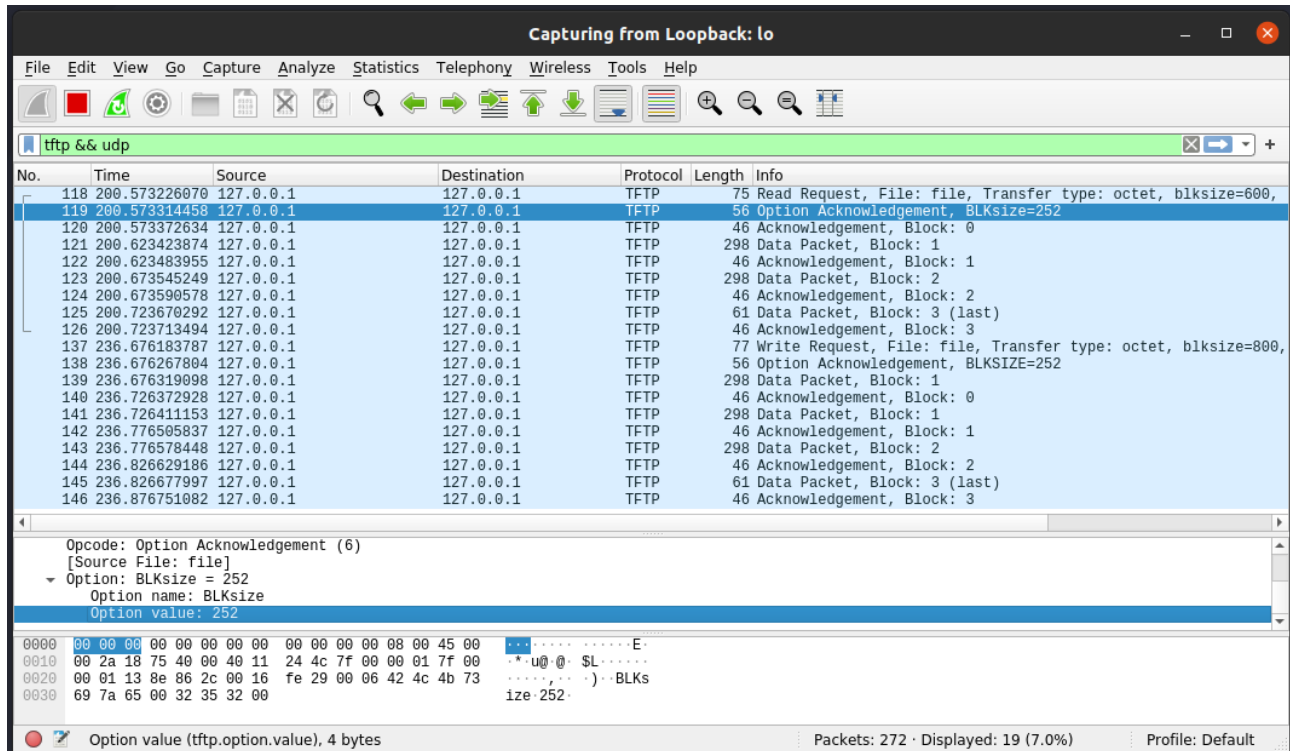 Capturing from Loopback: lo
File Edit View Go Capture Analyze Statistics Telephony Wireless Tools Help
tftp && udp
No. Time Source Destination Protocol Length Info
118 200.573226070 127.0.0.1 127.0.0.1 TFTP 75 Read Request, File: file, Transfer type: octet, blksize=600,
119 200.573314458 127.0.0.1 127.0.0.1 TFTP 56 Option Acknowledgement, BLKsize=252
120 200.573372634 127.0.0.1 127.0.0.1 TFTP 46 Acknowledgement, Block: 0
121 200.623423874 127.0.0.1 127.0.0.1 TFTP 298 Data Packet, Block: 1
122 200.623483955 127.0.0.1 127.0.0.1 TFTP 46 Acknowledgement, Block: 1
123 200.673545249 127.0.0.1 127.0.0.1 TFTP 298 Data Packet, Block: 2
124 200.673590578 127.0.0.1 127.0.0.1 TFTP 46 Acknowledgement, Block: 2
125 200.723670292 127.0.0.1 127.0.0.1 TFTP 61 Data Packet, Block: 3 (last)
126 200.723713494 127.0.0.1 127.0.0.1 TFTP 46 Acknowledgement, Block: 3
137 236.676183787 127.0.0.1 127.0.0.1 TFTP 77 Write Request, File: file, Transfer type: octet, blksize=800,
138 236.676267804 127.0.0.1 127.0.0.1 TFTP 56 Option Acknowledgement, BLKSIZE=252
139 236.676319098 127.0.0.1 127.0.0.1 TFTP 298 Data Packet, Block: 1
140 236.726372928 127.0.0.1 127.0.0.1 TFTP 46 Acknowledgement, Block: 0
141 236.726411153 127.0.0.1 127.0.0.1 TFTP 298 Data Packet, Block: 1
142 236.776505837 127.0.0.1 127.0.0.1 TFTP 46 Acknowledgement, Block: 1
143 236.776578448 127.0.0.1 127.0.0.1 TFTP 298 Data Packet, Block: 2
144 236.826629186 127.0.0.1 127.0.0.1 TFTP 46 Acknowledgement, Block: 2
145 236.826677997 127.0.0.1 127.0.0.1 TFTP 61 Data Packet, Block: 3 (last)
146 236.876751082 127.0.0.1 127.0.0.1 TFTP 46 Acknowledgement, Block: 3
Opcode: Option Acknowledgement (6)
[Source File: file]
Option: BLKsize = 252
Option name: BLKsize
Option value: 252
0000 00 00 00 00 00 00 00 00 00 00 00 00 08 00 45 00 ··············E·
0010 00 2a 18 75 40 00 40 11 24 4c 7f 00 00 01 7f 00 ·*·u@·@· $L······
0020 00 01 13 8e 86 2c 00 16 fe 29 00 06 42 4c 4b 73 ·····,·· ·)··BLKs
0030 69 7a 65 00 32 35 32 00 ize·252·
Option value (tftp.option.value), 4 bytes Packets: 272 · Displayed: 19 (7.0%) Profile: Default